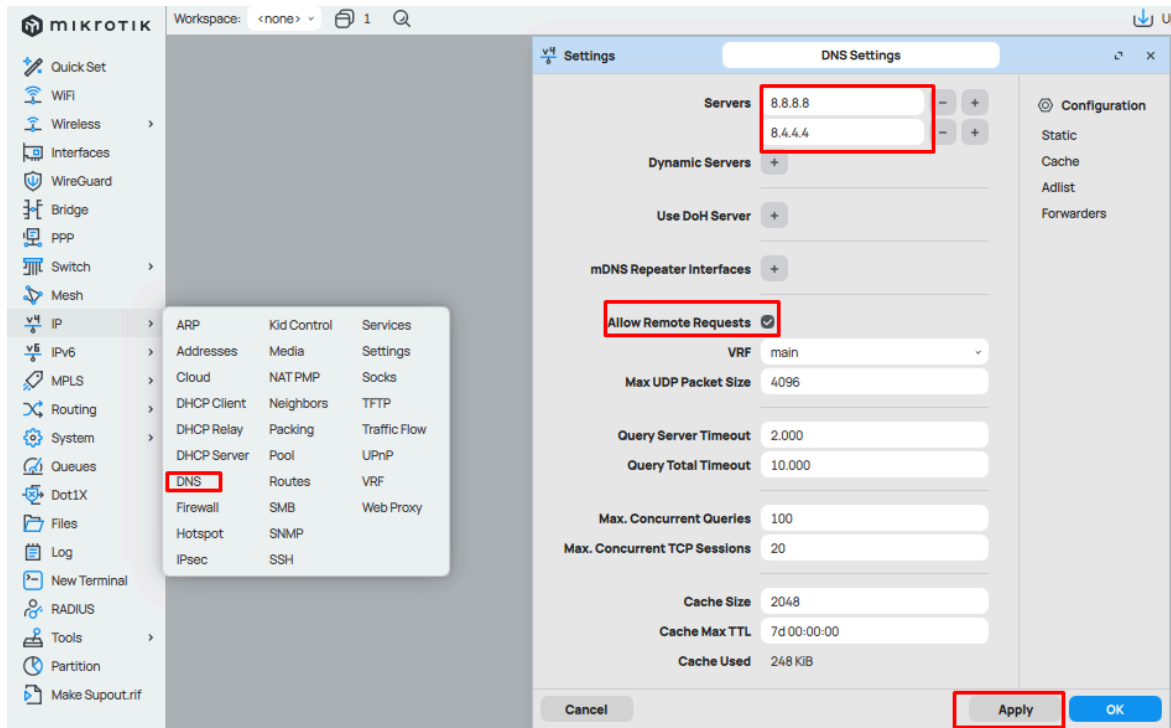 mikrotik
Workspace: <none> 1
U
Quick Set
WiFi
Wireless
Interfaces
WireGuard
Bridge
PPP
Switch
Mesh
IP
IPv6
MPLS
Routing
System
Queues
Dot1X
Files
Log
New Terminal
RADIUS
Tools
Partition
Make Supout.rif
ARP Kid Control Services
Addresses Media Settings
Cloud NAT PMP Socks
DHCP Client Neighbors TFTP
DHCP Relay Packing Traffic Flow
DHCP Server Pool UPnP
DNS Routes VRF
Firewall SMB Web Proxy
Hotspot SNMP
IPsec SSH
Settings DNS Settings
Servers 8.8.8.8 - +
8.4.4.4 - +
Dynamic Servers +
Use DoH Server +
mDNS Repeater Interfaces +
Allow Remote Requests
VRF main
Max UDP Packet Size 4096
Query Server Timeout 2.000
Query Total Timeout 10.000
Max. Concurrent Queries 100
Max. Concurrent TCP Sessions 20
Cache Size 2048
Cache Max TTL 7d 00:00:00
Cache Used 248 KiB
Configuration
Static
Cache
Adlist
Forwarders
Cancel Apply OK